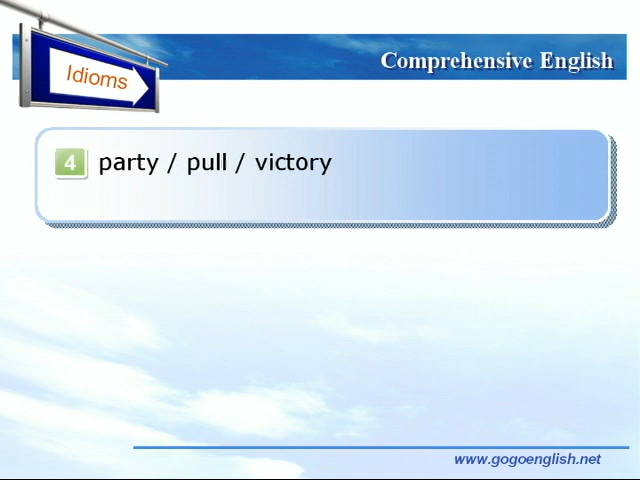 Idioms
Comprehensive English
4 party / pull / victory
www.gogoenglish.net